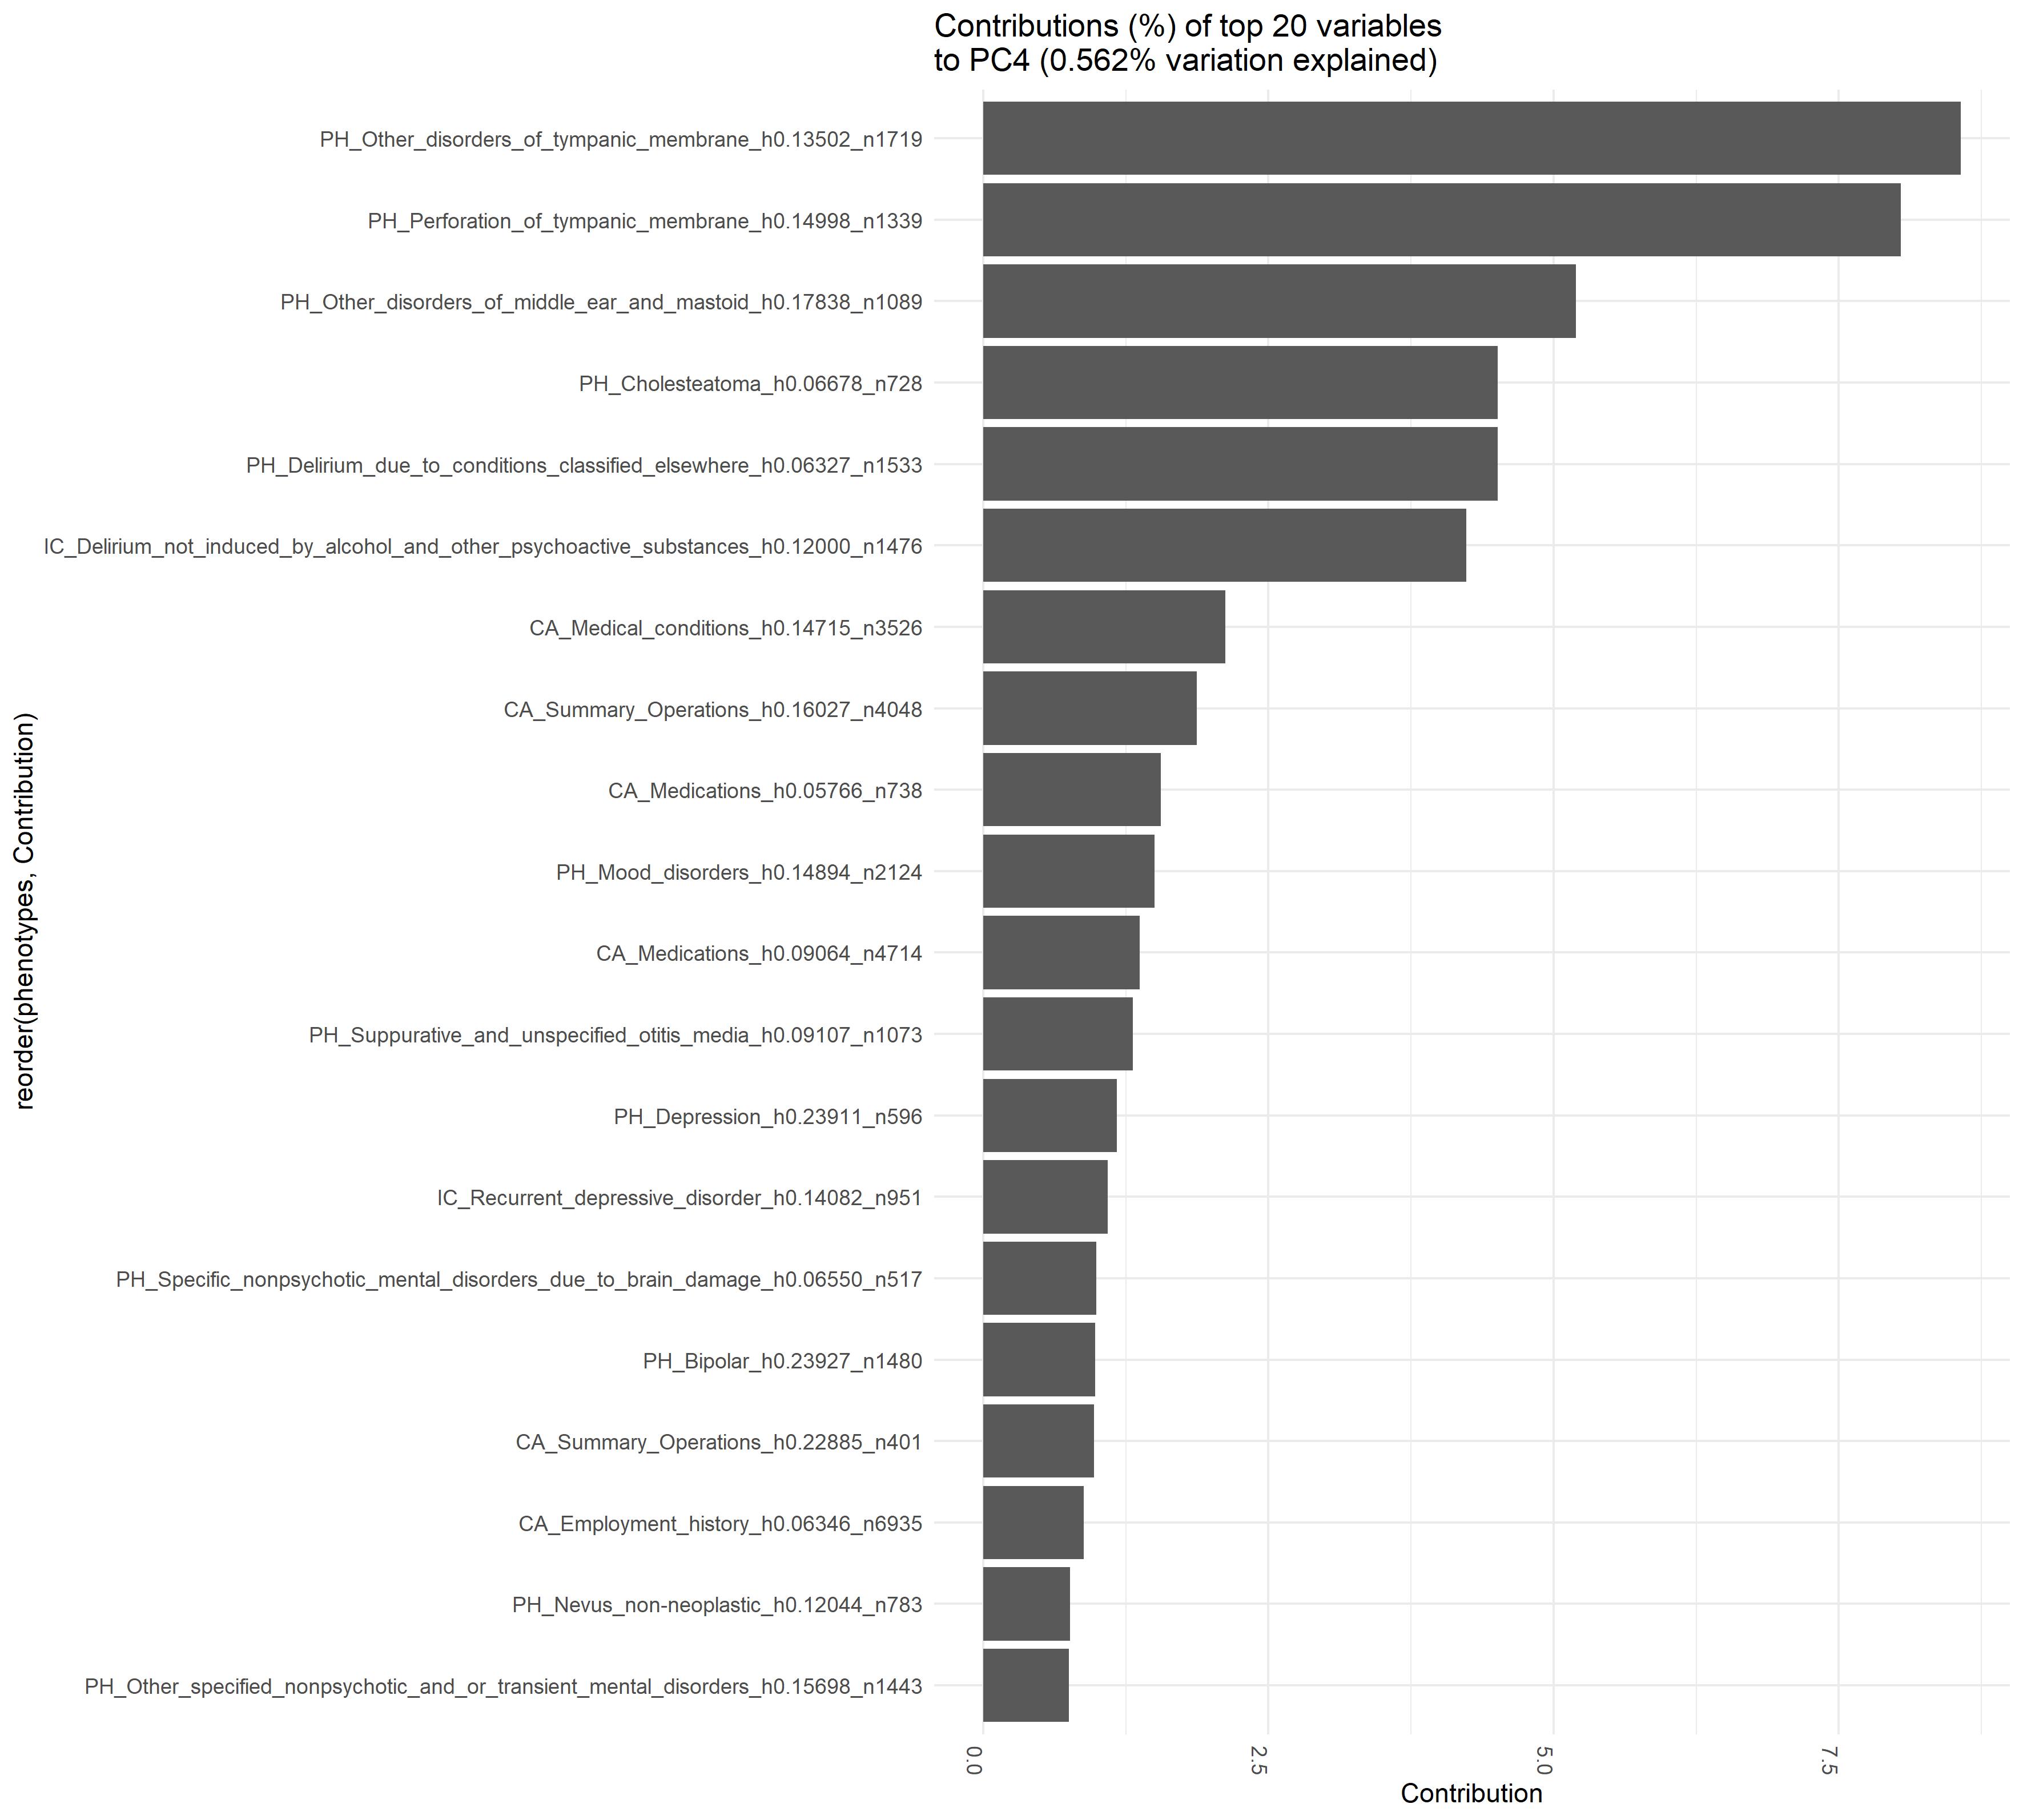 Contributions (%) of top 20 variables
to PC4 (0.562% variation explained)
PH_Other_disorders_of_tympanic_membrane_h0.13502_n1719
PH_Perforation_of_tympanic_membrane_h0.14998_n1339
PH_Other_disorders_of_middle_ear_and_mastoid_h0.17838_n1089
PH_Cholesteatoma_h0.06678_n728
PH_Delirium_due_to_conditions_classified_elsewhere_h0.06327_n1533
IC_Delirium_not_induced_by_alcohol_and_other_psychoactive_substances_h0.12000_n1476
CA_Medical_conditions_h0.14715_n3526
CA_Summary_Operations_h0.16027_n4048
CA_Medications_h0.05766_n738
PH_Mood_disorders_h0.14894_n2124
CA_Medications_h0.09064_n4714
PH_Suppurative_and_unspecified_otitis_media_h0.09107_n1073
PH_Depression_h0.23911_n596
IC_Recurrent_depressive_disorder_h0.14082_n951
PH_Specific_nonpsychotic_mental_disorders_due_to_brain_damage_h0.06550_n517
PH_Bipolar_h0.23927_n1480
CA_Summary_Operations_h0.22885_n401
CA_Employment_history_h0.06346_n6935
PH_Nevus_non-neoplastic_h0.12044_n783
PH_Other_specified_nonpsychotic_and_or_transient_mental_disorders_h0.15698_n1443
reorder(phenotypes, Contribution)
0.0
2.5
5.0
7.5
Contribution